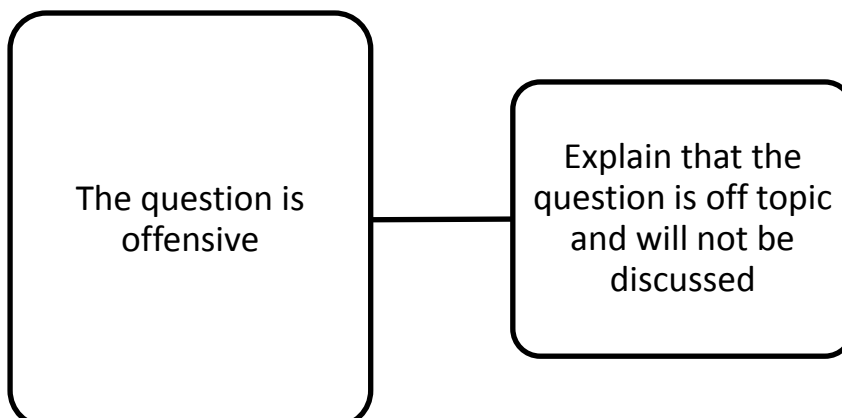 The question is
offensive
Explain that the
question is off topic
and will not be
discussed